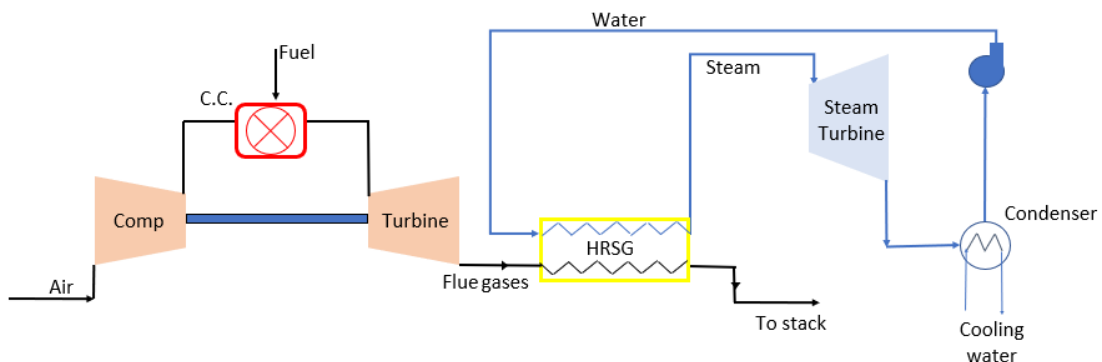 Water
Fuel
Steam
C.C.
Steam
Turbine
Comp
Turbine
Condenser
HRSG
Flue gases
Air
To stack
Cooling
water